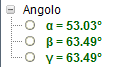 Angolo
α = 53.03°
β = 63.49°
γ = 63.49°